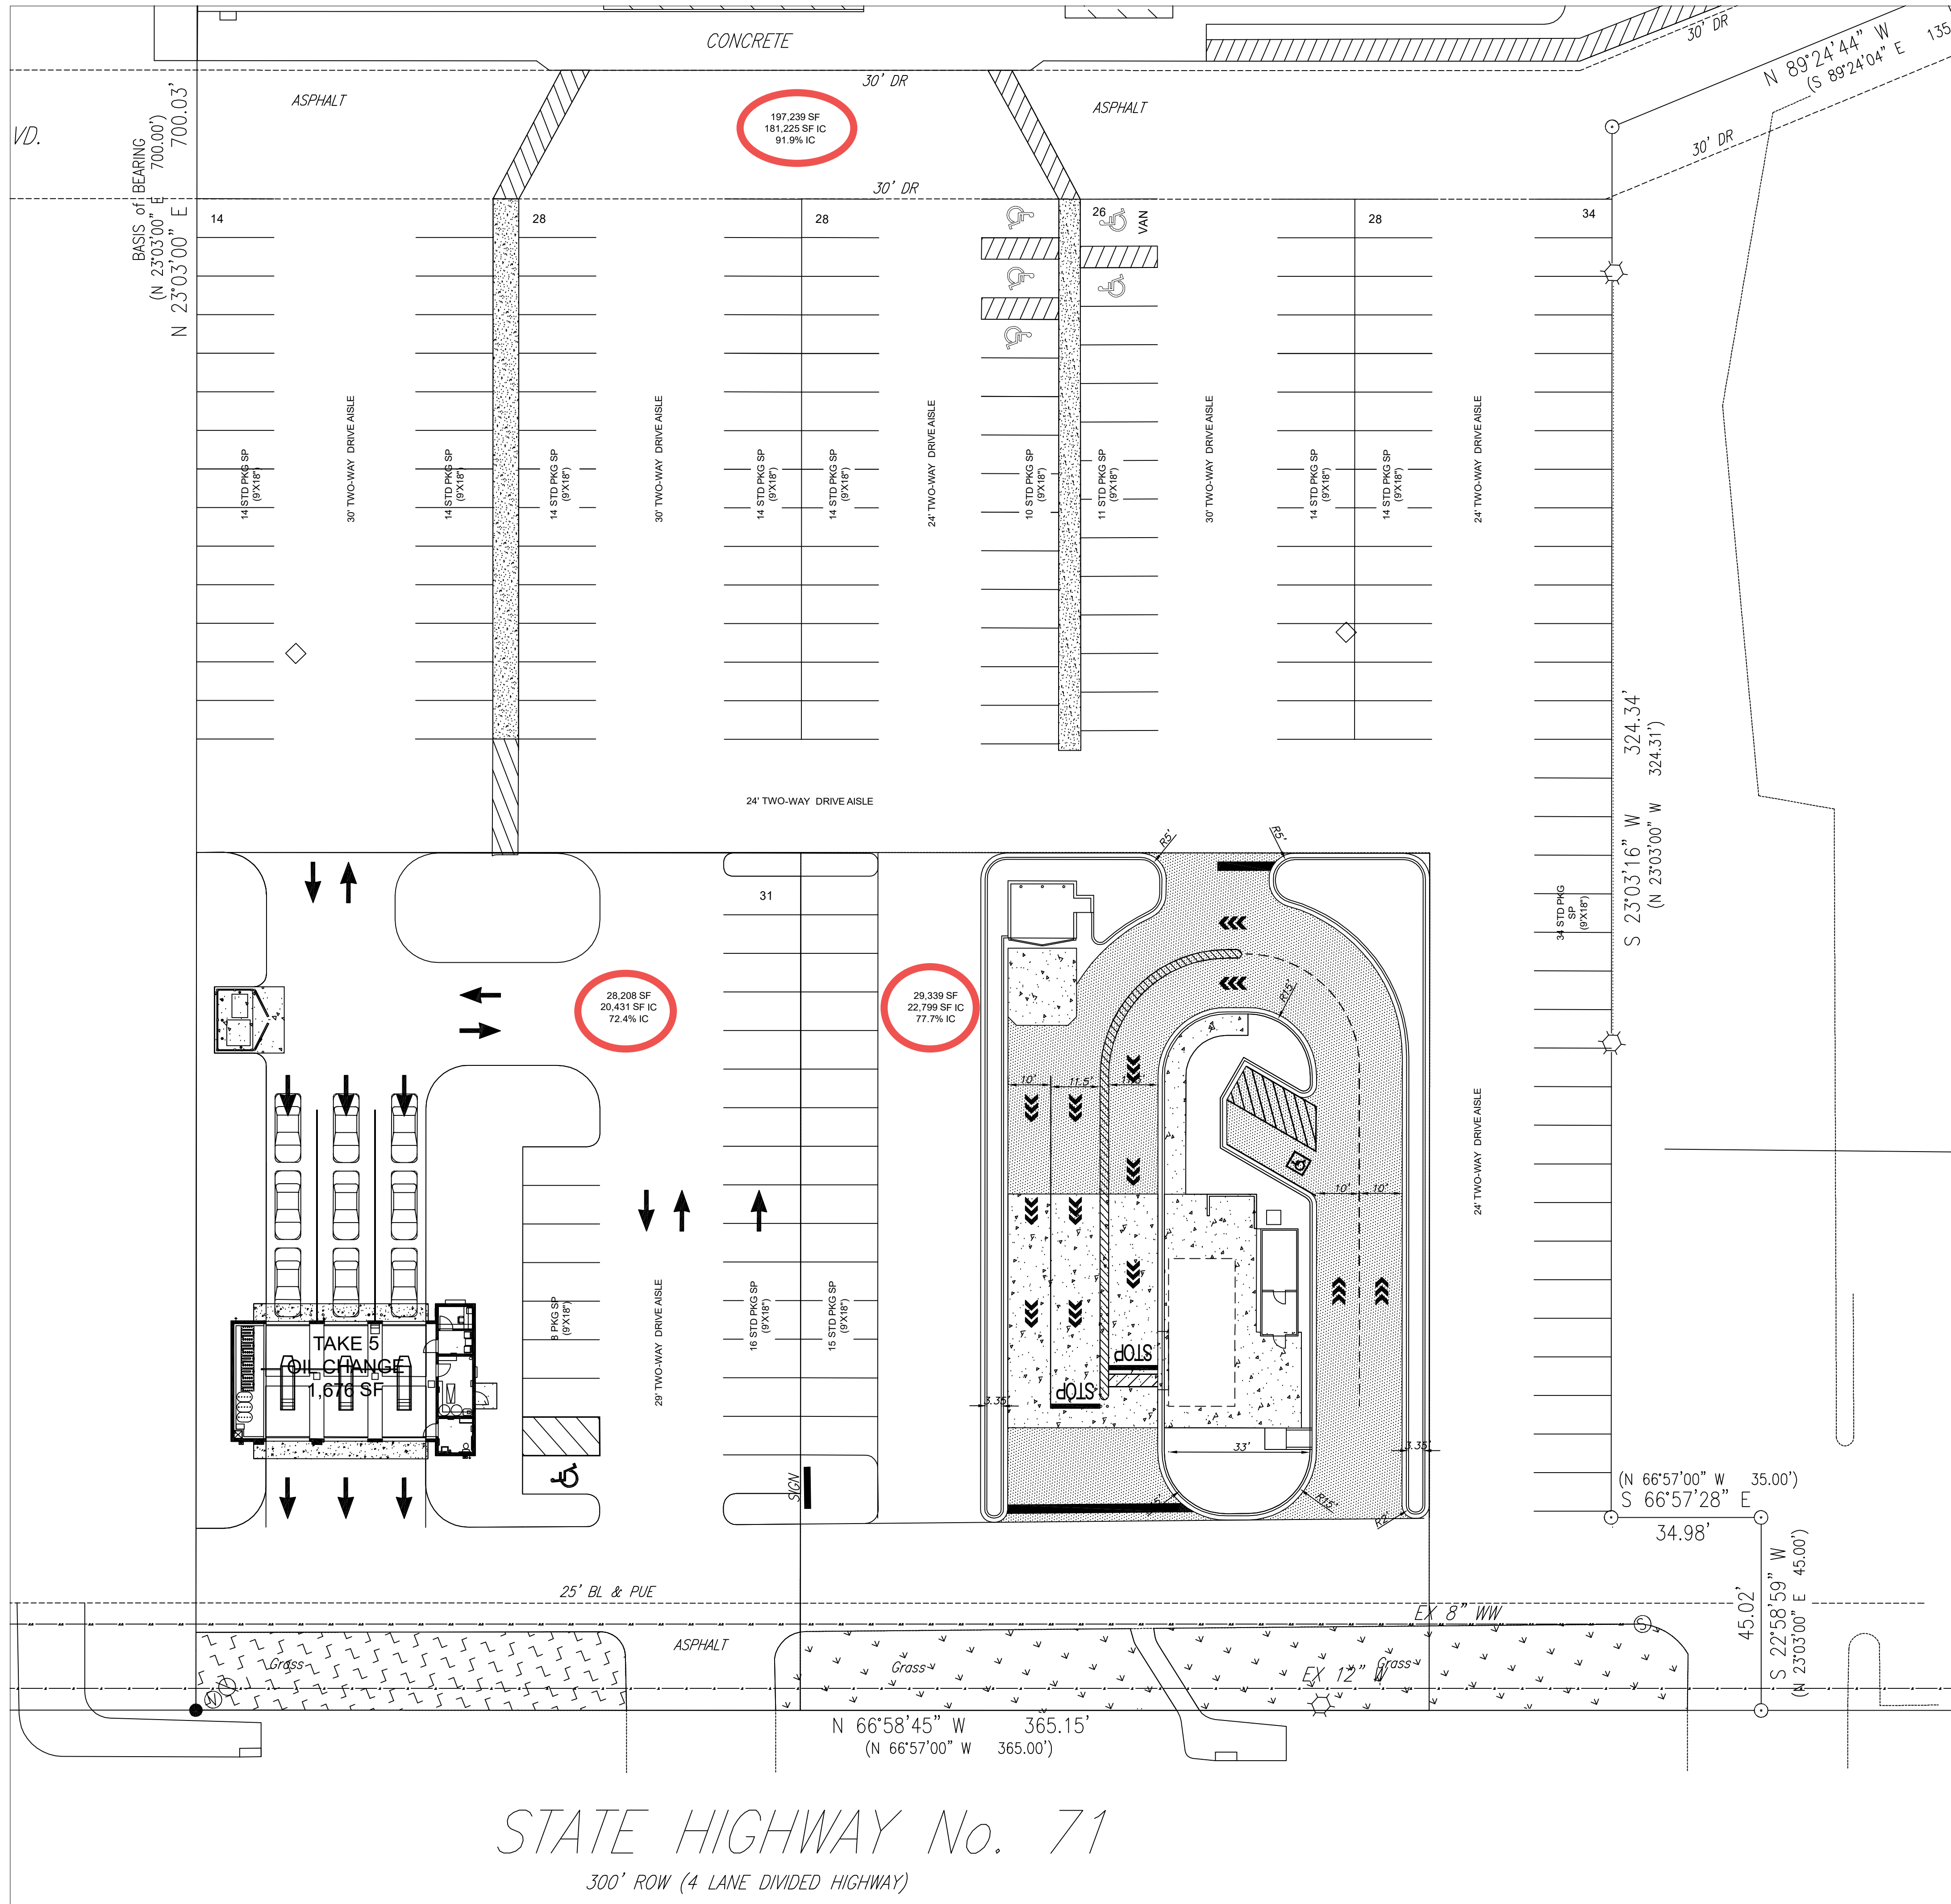 CONCRETE
30' DR
N 89°24'44" W
(S 89°24'04" E 135
30' DR
ASPHALT
197,239 SF
181,225 SF IC
91.9% IC
ASPHALT
VD.
BASIS of BEARING
(N 23°03'00" E 700.00')
N 23°03'00" E 700.03'
30' DR
30' DR
14
28
28
26
VAN
28
34
14 STD PKG SP
(9'X18")
30' TWO-WAY DRIVE AISLE
14 STD PKG SP
(9'X18")
14 STD PKG SP
(9'X18")
30' TWO-WAY DRIVE AISLE
14 STD PKG SP
(9'X18")
14 STD PKG SP
(9'X18")
24' TWO-WAY DRIVE AISLE
10 STD PKG SP
(9'X18")
11 STD PKG SP
(9'X18")
30' TWO-WAY DRIVE AISLE
14 STD PKG SP
(9'X18")
14 STD PKG SP
(9'X18")
24' TWO-WAY DRIVE AISLE
S 23°03'16" W 324.34'
(N 23°03'00" W 324.31')
24' TWO-WAY DRIVE AISLE
R5'
R5'
31
34 STD PKG
SP
(9'X18")
28,208 SF
20,431 SF IC
72.4% IC
29,339 SF
22,799 SF IC
77.7% IC
R15'
10'
11.5'
10'
10'
24' TWO-WAY DRIVE AISLE
8 PKG SP
(9'X18")
29' TWO-WAY DRIVE AISLE
16 STD PKG SP
(9'X18")
15 STD PKG SP
(9'X18")
TAKE 5
OIL CHANGE
1,676 SF
STOP
STOP
3.35'
33'
3.35'
SIGN
R15'
R2'
(N 66°57'00" W 35.00')
S 66°57'28" E
34.98'
45.02'
S 22°58'59" W
(N 23°03'00" E 45.00')
25' BL & PUE
EX 8" WW
S
ASPHALT
Grass
Grass
Grass
EX 12" W
N 66°58'45" W 365.15'
(N 66°57'00" W 365.00')
STATE HIGHWAY No. 71
300' ROW (4 LANE DIVIDED HIGHWAY)